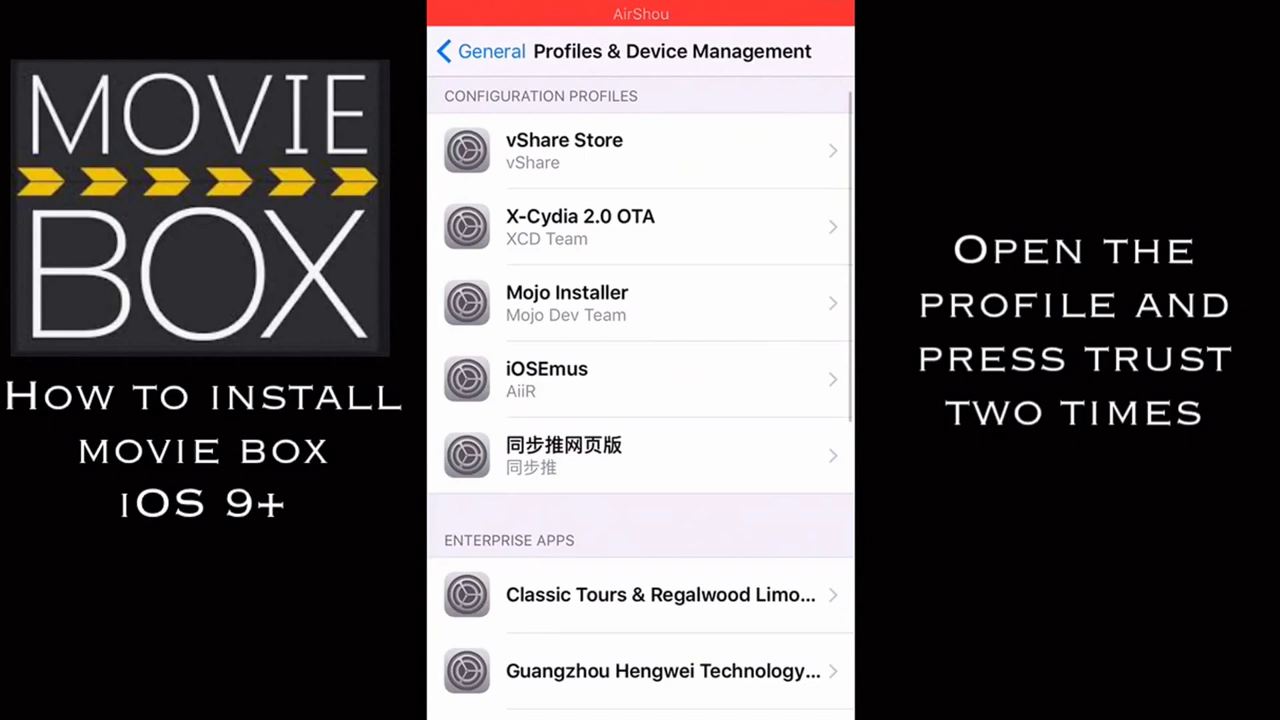 MOVIE
BOX
How to install
movie box
iOS 9+
AirShou
General Profiles & Device Management
CONFIGURATION PROFILES
vShare Store
vShare
X-Cydia 2.0 OTA
XCD Team
Mojo Installer
Mojo Dev Team
iOSEmus
AiiR
同步推网页版
同步推
ENTERPRISE APPS
Classic Tours & Regalwood Limo...
Guangzhou Hengwei Technology...
Open the
profile and
press trust
two times